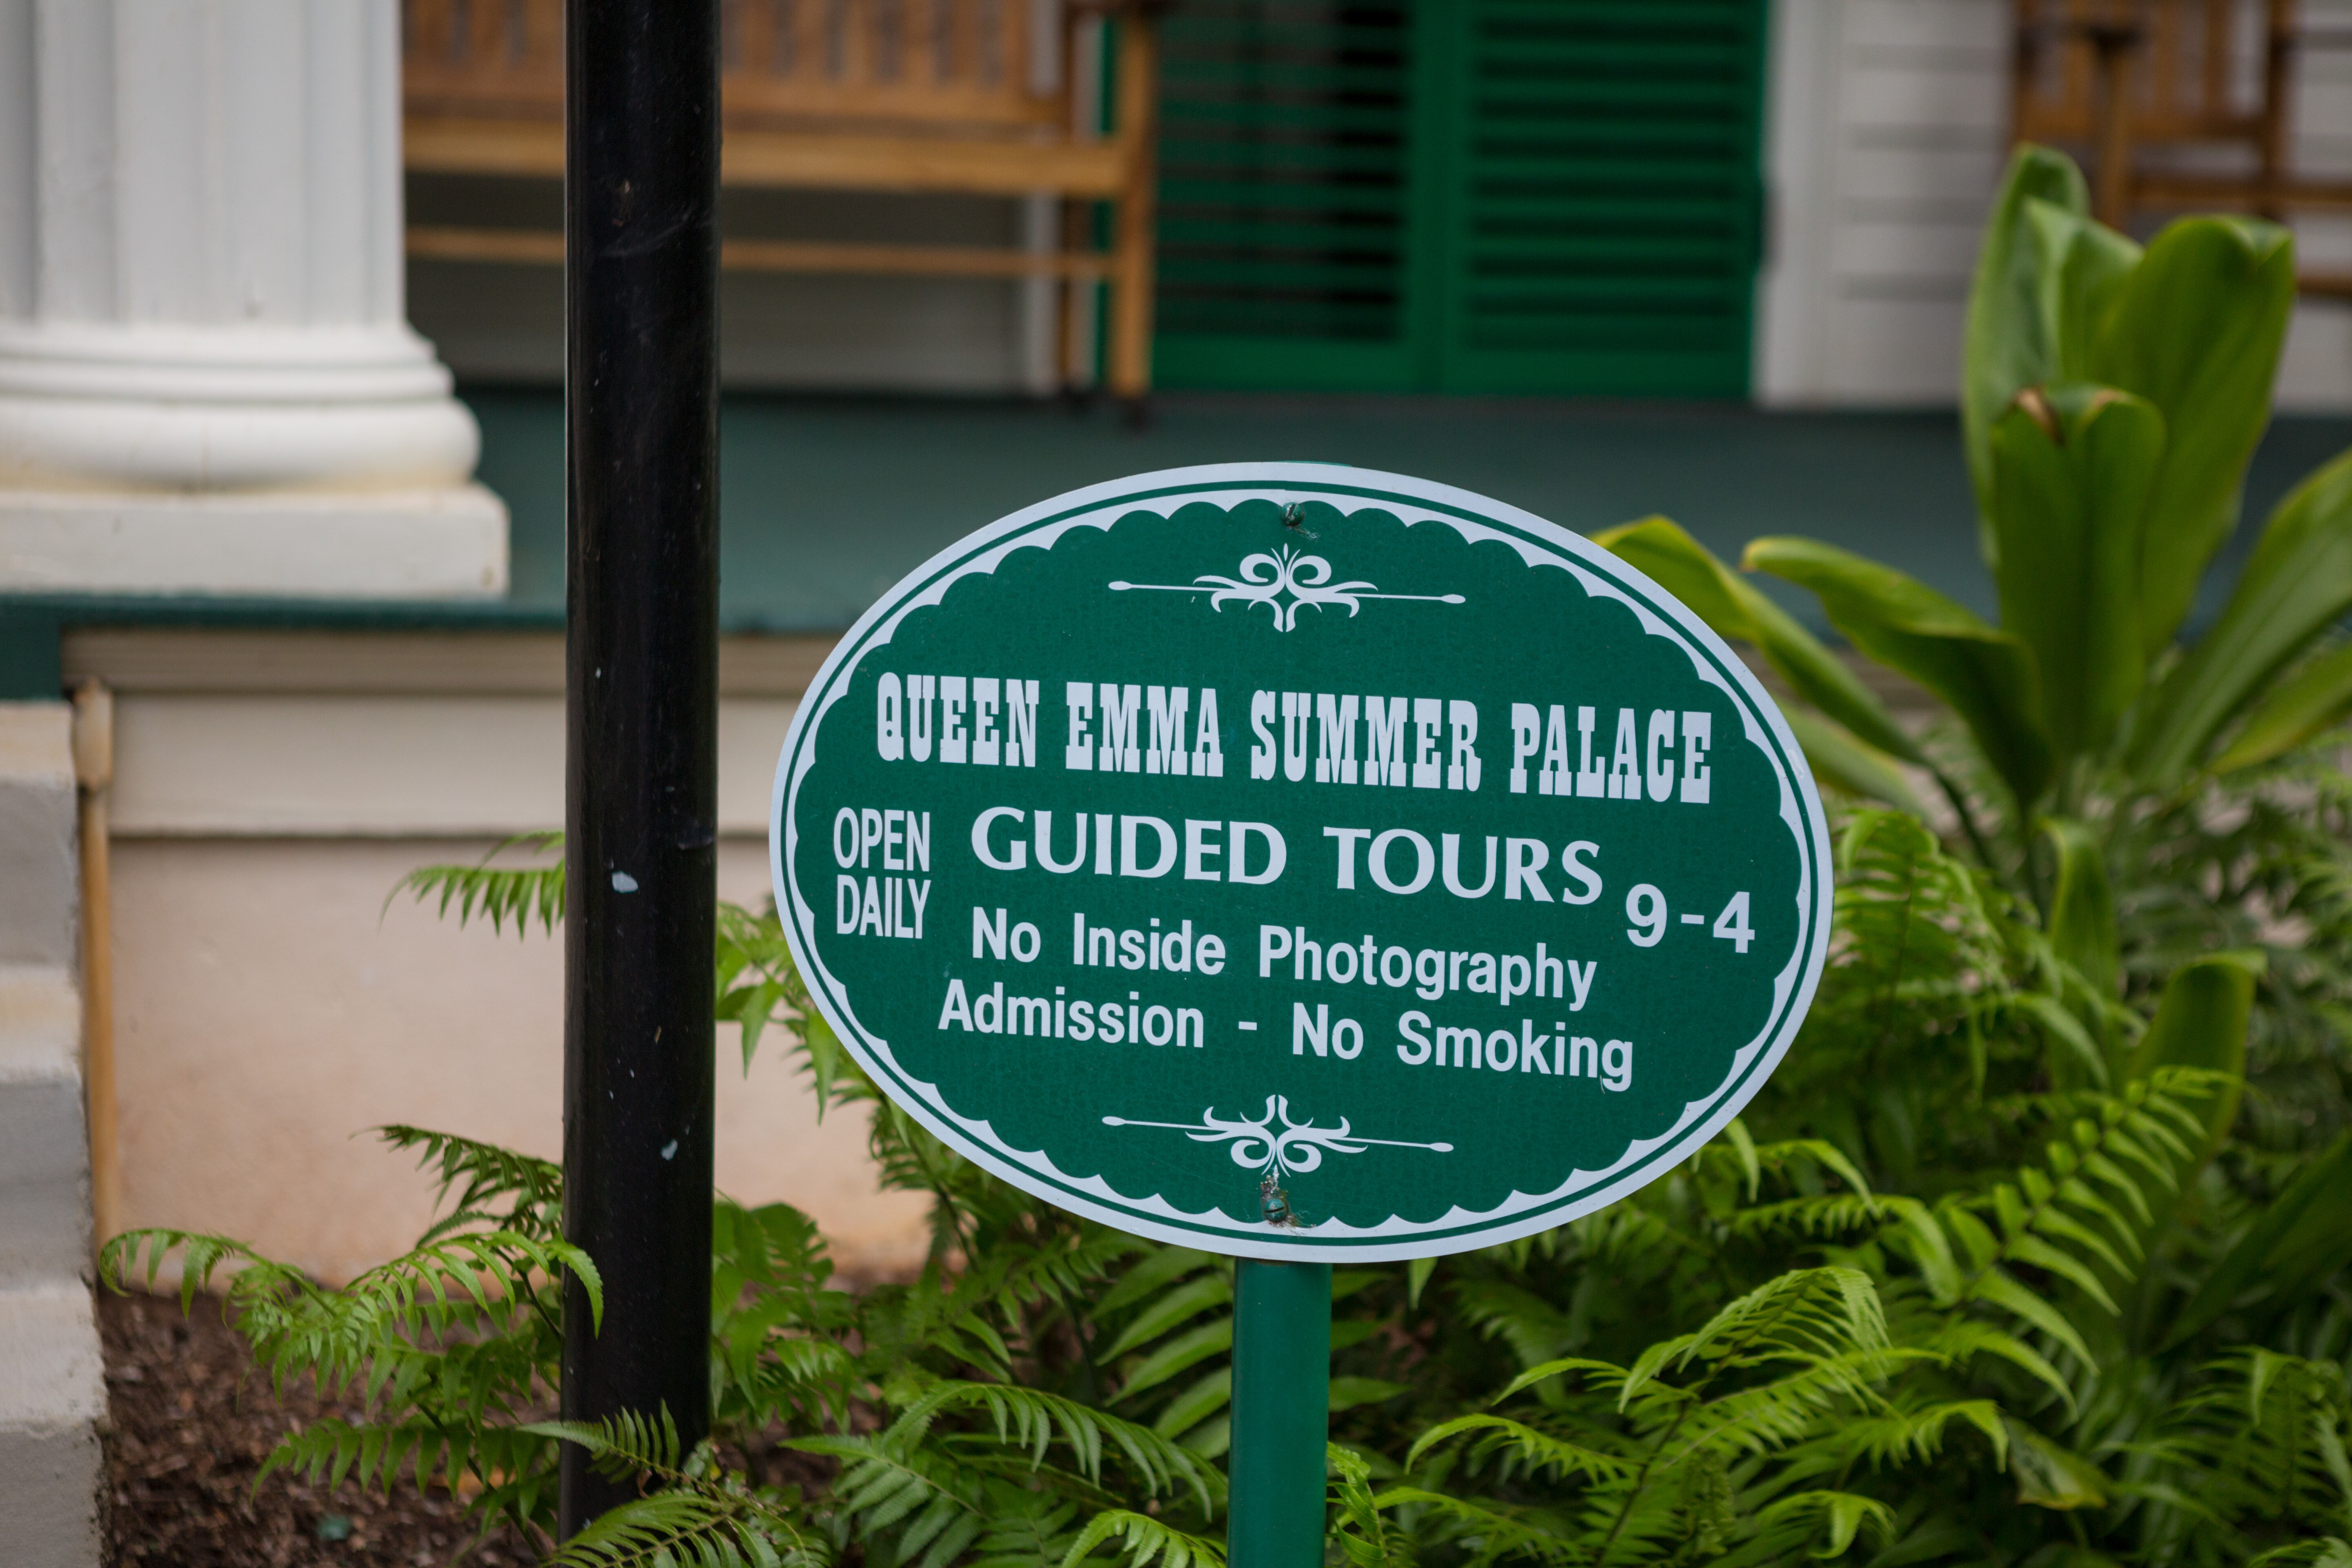 QUEEN EMMA SUMMER PALACE
OPEN
DAILY
GUIDED TOURS
9-4
No Inside Photography
Admission - No Smoking